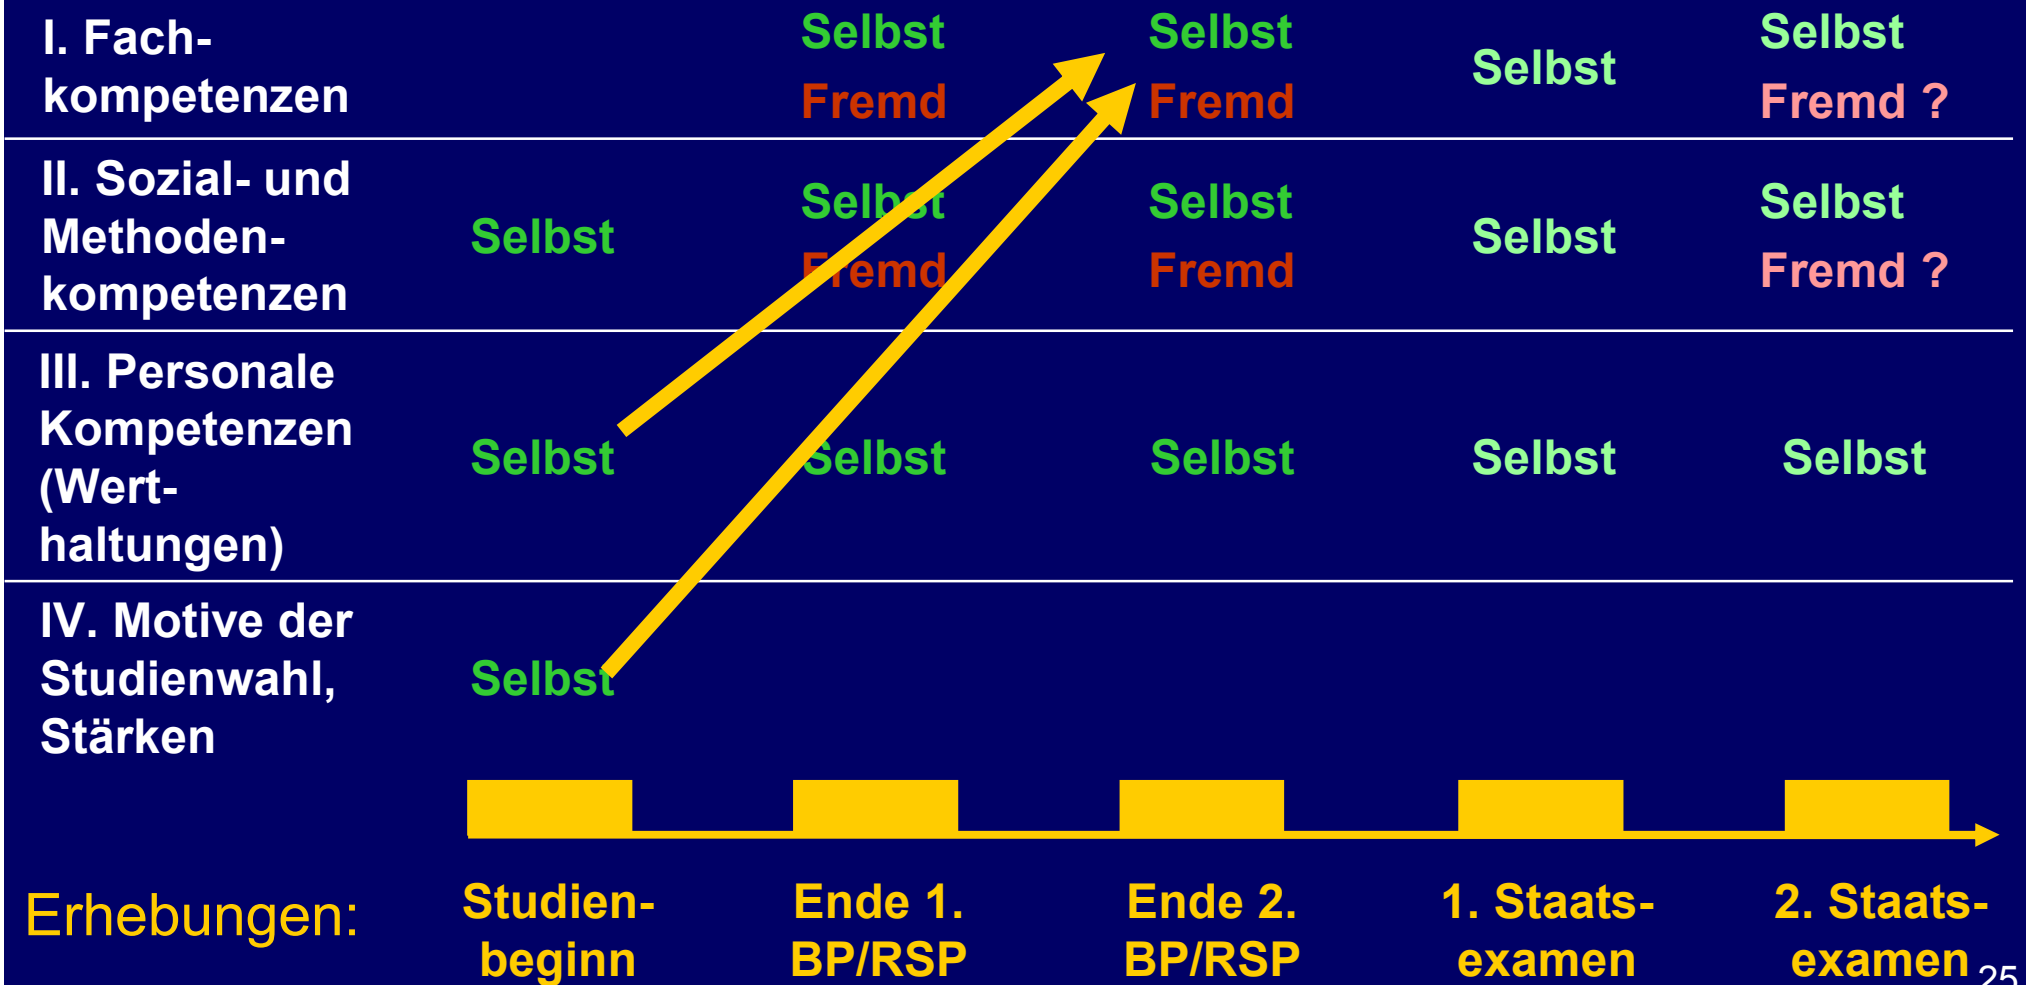 I. Fach-
kompetenzen
Selbst
Fremd
Selbst
Fremd
Selbst
Selbst
Fremd ?
II. Sozial- und
Methoden-
kompetenzen
Selbst
Selbst
Fremd
Selbst
Fremd
Selbst
Selbst
Fremd ?
III. Personale
Kompetenzen
(Wert-
haltungen)
Selbst
Selbst
Selbst
Selbst
Selbst
IV. Motive der
Studienwahl,
Stärken
Selbst
Erhebungen:
Studien-
beginn
Ende 1.
BP/RSP
Ende 2.
BP/RSP
1. Staats-
examen
2. Staats-
examen
25